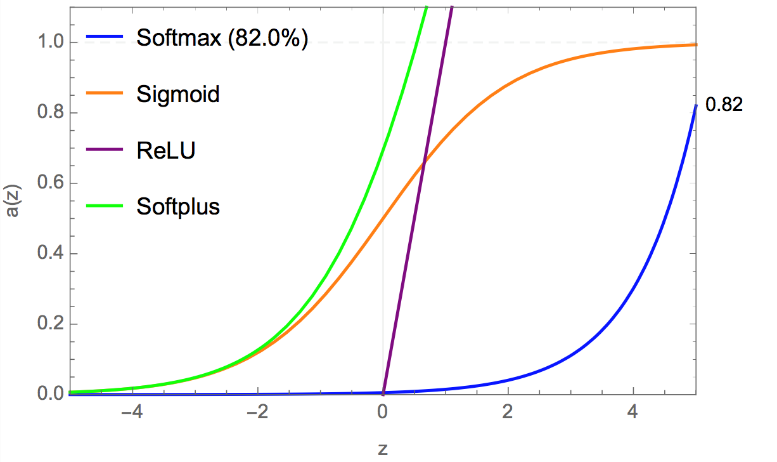 1.0
0.8
0.6
0.4
0.2
0.0
a(z)
Softmax (82.0%)
Sigmoid
ReLU
Softplus
0.82
−4 −2 0 2 4
z